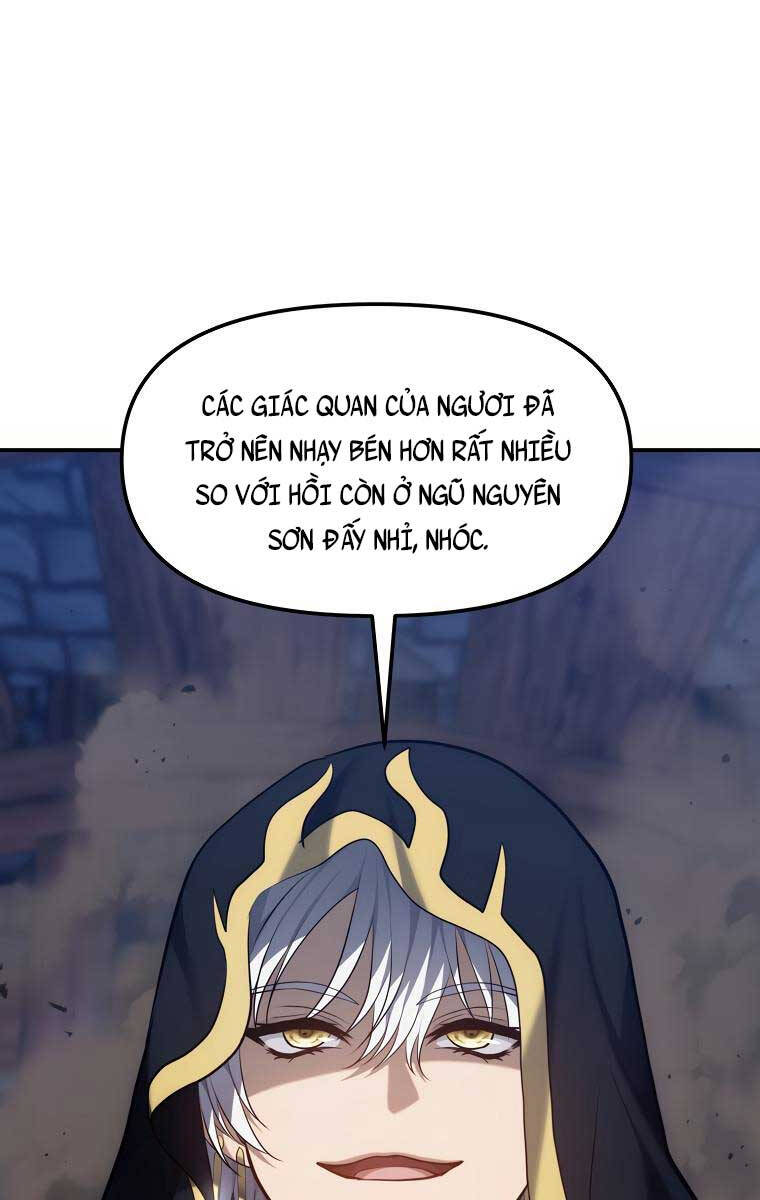 CÁC GIÁC QUAN CỦA NGƯƠI ĐÃ
TRỞ NÊN NHẠY BÉN HƠN RẤT NHIỀU
SO VỚI HỒI CÒN Ở NGŨ NGUYÊN
SƠN ĐẤY NHỈ, NHÓC.